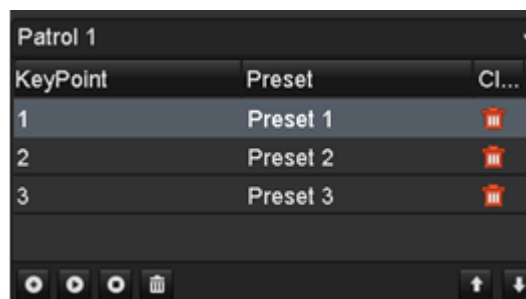 Patrol 1
KeyPoint Preset Cl...
1 Preset 1
2 Preset 2
3 Preset 3